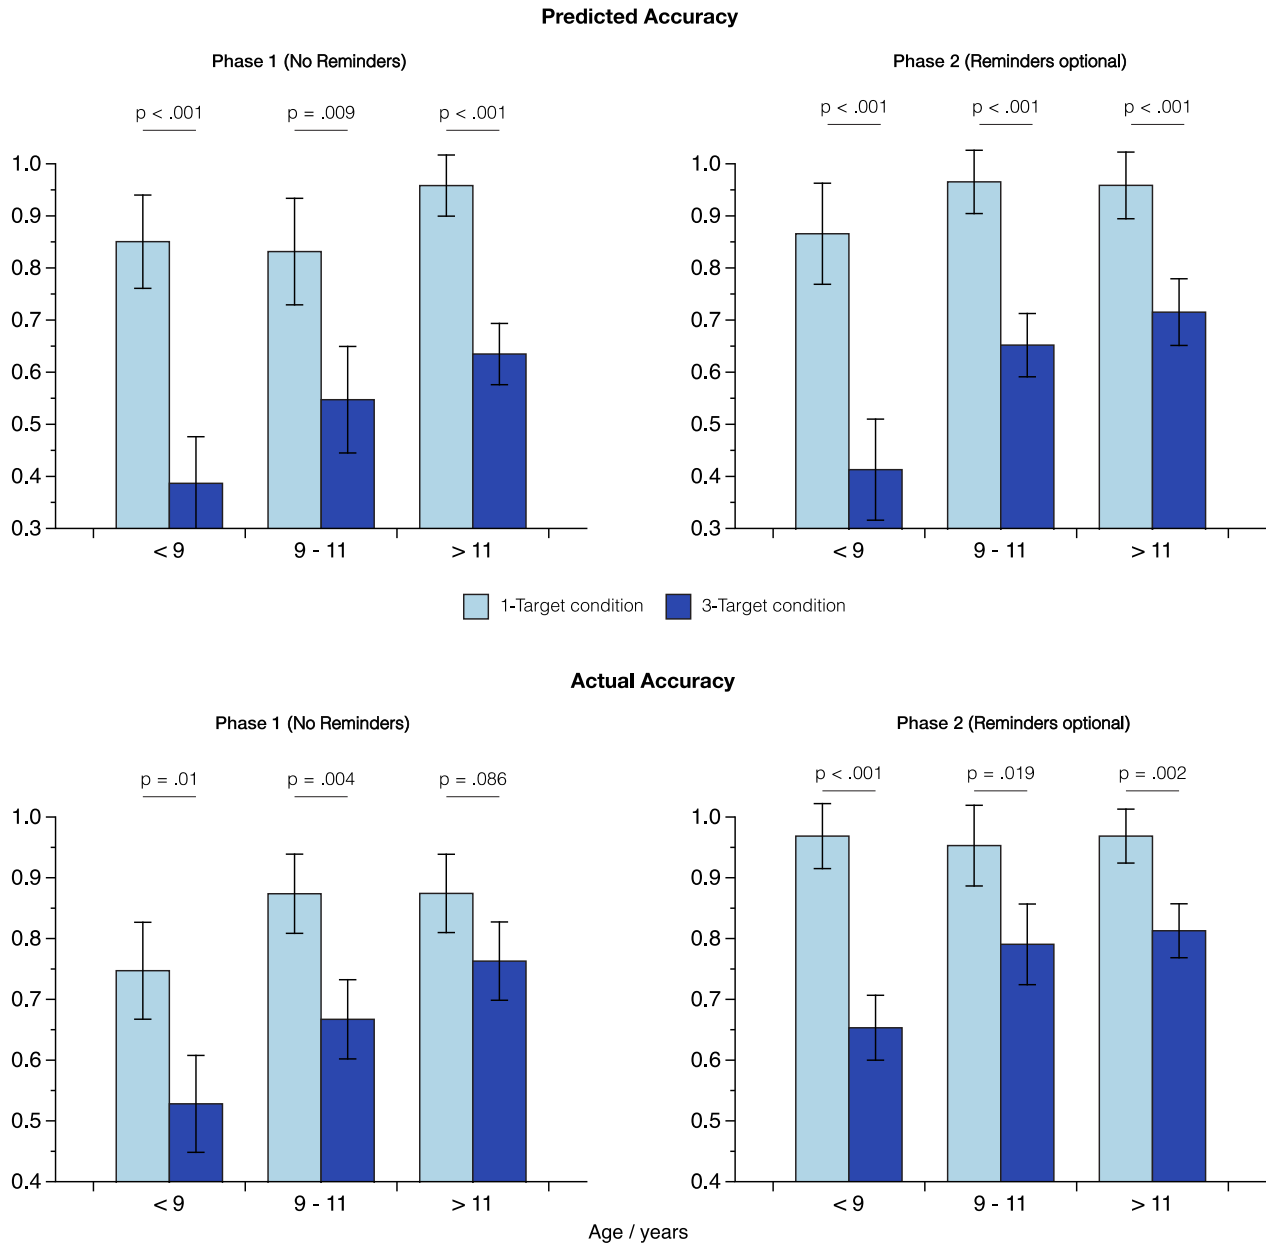 Predicted Accuracy
Phase 1 (No Reminders)
p < .001
p = .009
p < .001
1.0
0.9
0.8
0.7
0.6
0.5
0.4
0.3
< 9
9 - 11
> 11
Phase 2 (Reminders optional)
p < .001
p < .001
p < .001
1.0
0.9
0.8
0.7
0.6
0.5
0.4
0.3
< 9
9 - 11
> 11
1-Target condition
3-Target condition
Actual Accuracy
Phase 1 (No Reminders)
p = .01
p = .004
p = .086
1.0
0.9
0.8
0.7
0.6
0.5
0.4
< 9
9 - 11
> 11
Phase 2 (Reminders optional)
p < .001
p = .019
p = .002
1.0
0.9
0.8
0.7
0.6
0.5
0.4
< 9
9 - 11
> 11
Age / years